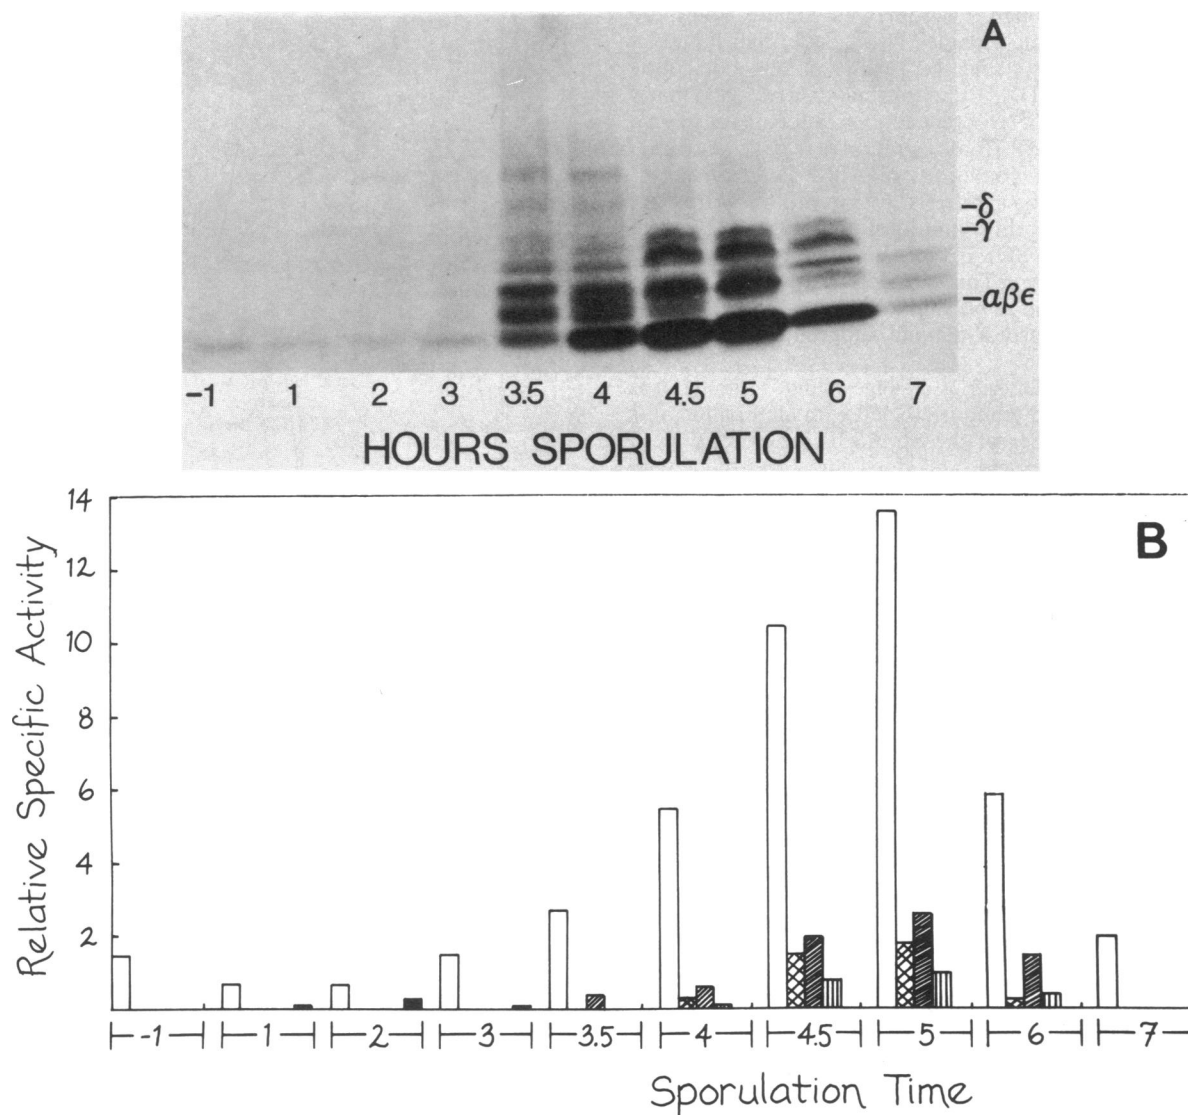 A
-δ
-γ
-αβε
-1 1 2 3 3.5 4 4.5 5 6 7
HOURS SPORULATION
B
14
12
10
8
6
4
2
Relative Specific Activity
-1 1 2 3 3.5 4 4.5 5 6 7
Sporulation Time